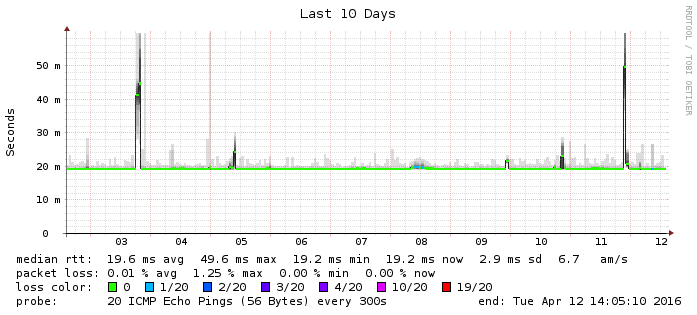 Last 10 Days
RRDTOOL / TOBI OETIKER
Seconds
50 m
40 m
30 m
20 m
10 m
0
03 04 05 06 07 08 09 10 11 12
median rtt: 19.6 ms avg 49.6 ms max 19.2 ms min 19.2 ms now 2.9 ms sd 6.7 am/s
packet loss: 0.01 % avg 1.25 % max 0.00 % min 0.00 % now
loss color: 0 1/20 2/20 3/20 4/20 10/20 19/20
probe: 20 ICMP Echo Pings (56 Bytes) every 300s end: Tue Apr 12 14:05:10 2016